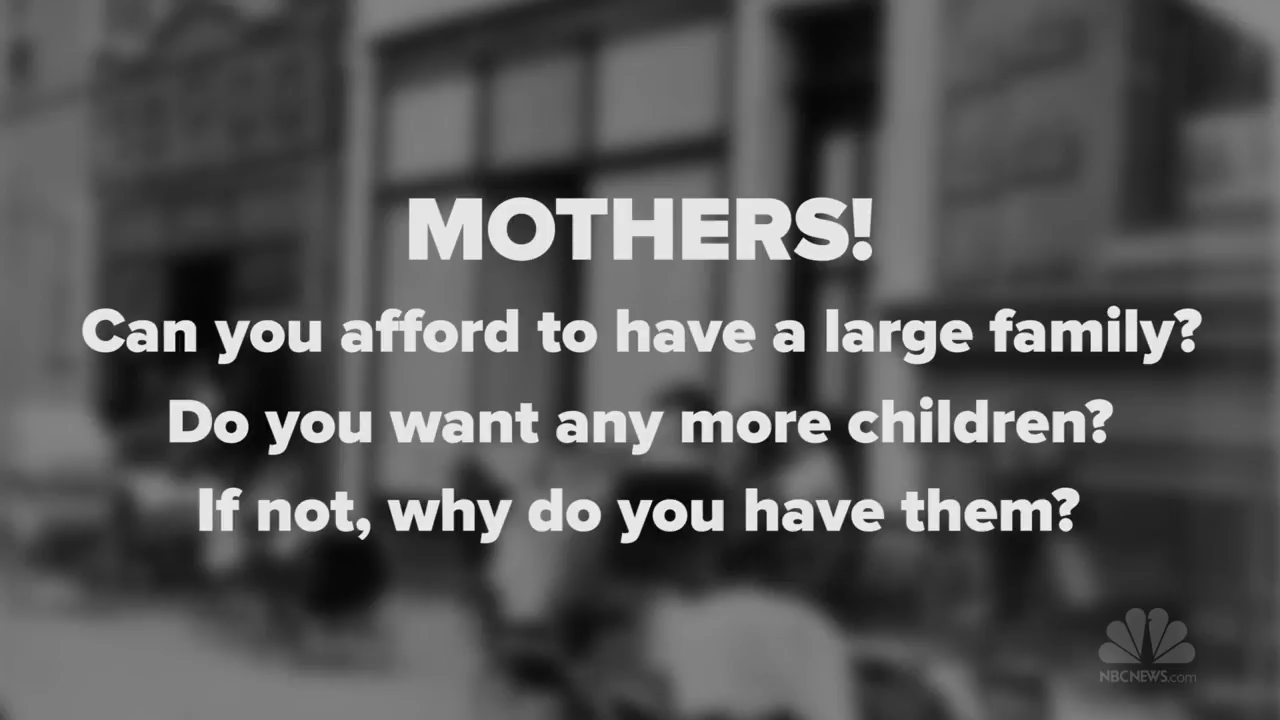 MOTHERS!
Can you afford to have a large family?
Do you want any more children?
If not, why do you have them?
NBCNEWS.com